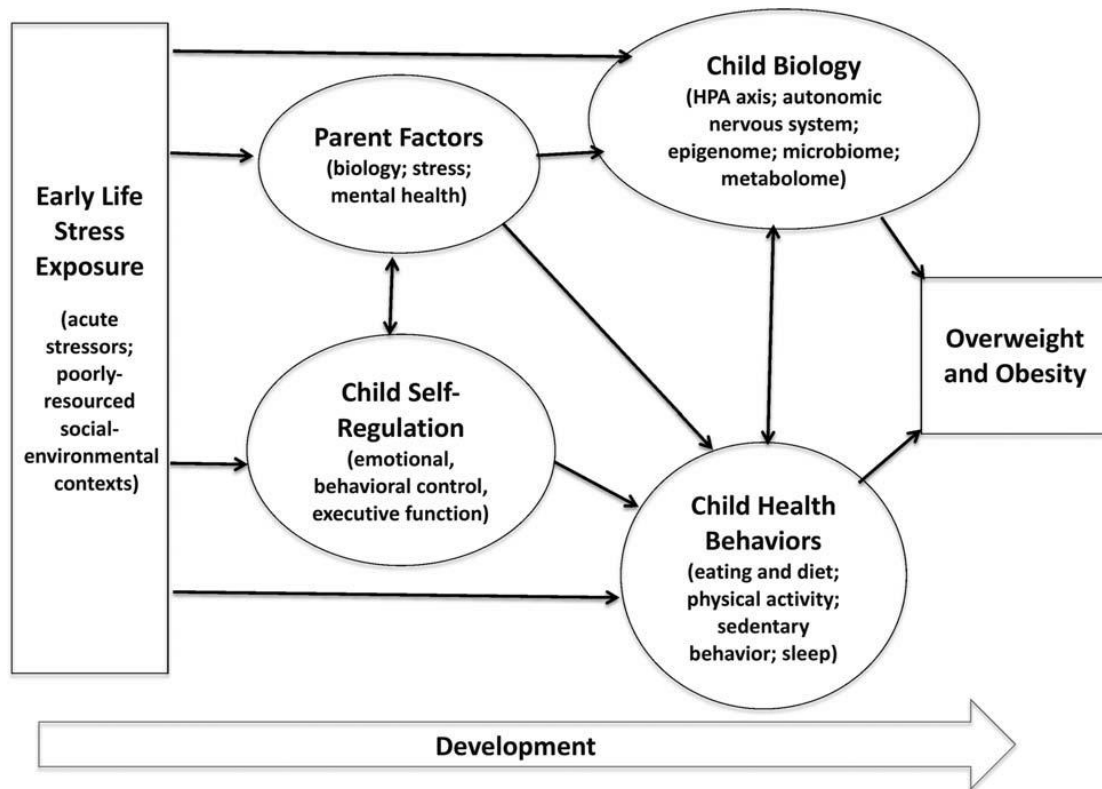 Early Life
Stress
Exposure
(acute
stressors;
poorly-
resourced
social-
environmental
contexts)
Parent Factors
(biology; stress;
mental health)
Child Self-
Regulation
(emotional,
behavioral control,
executive function)
Child Biology
(HPA axis; autonomic
nervous system;
epigenome; microbiome;
metabolome)
Child Health
Behaviors
(eating and diet;
physical activity;
sedentary
behavior; sleep)
Overweight
and Obesity
Development